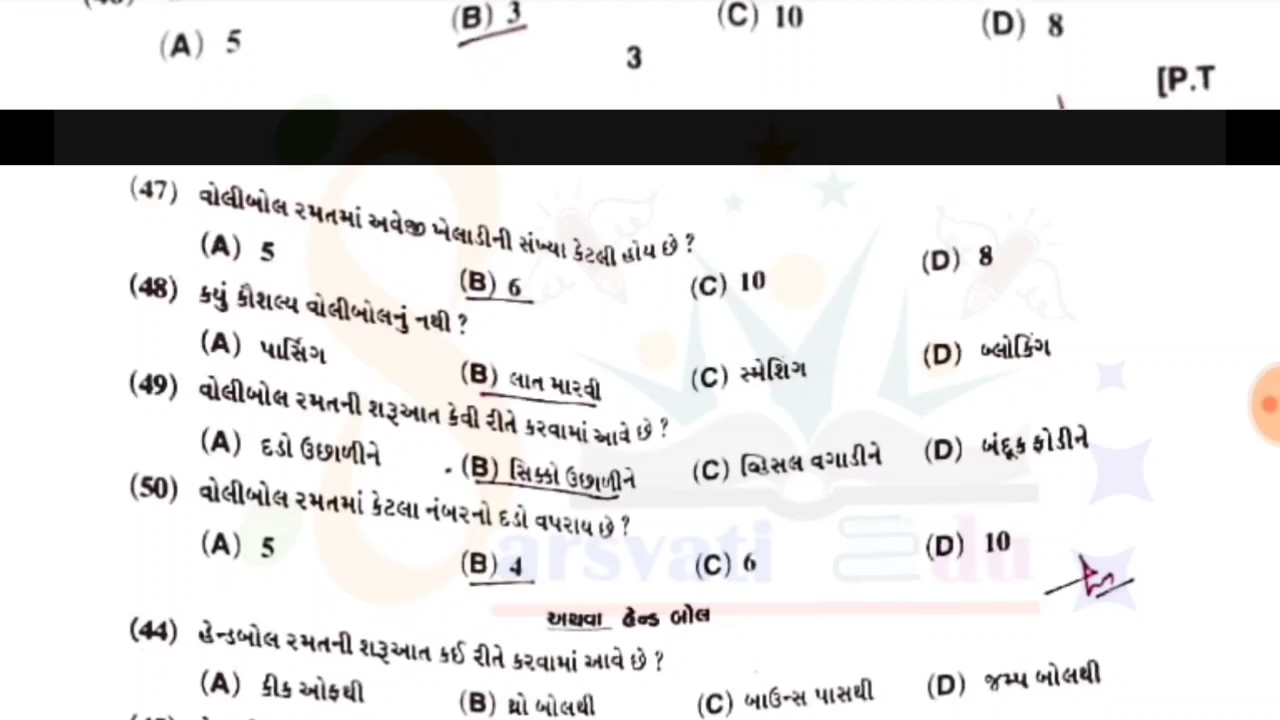 (A) 5 (B) 3 (C) 10 (D) 8
3
[P.T
(47) વોલીબોલ રમતમાં અવેજી ખેલાડીની સંખ્યા કેટલી હોય છે ?
(A) 5 (B) 6 (C) 10 (D) 8
(48) કયું કૌશલ્ય વોલીબોલનું નથી ?
(A) પાસિંગ (B) લાત મારવી (C) સ્મેશિંગ (D) બ્લોકિંગ
(49) વોલીબોલ રમતની શરૂઆત કેવી રીતે કરવામાં આવે છે ?
(A) દડો ઉછાળીને (B) સિક્કો ઉછાળીને (C) વ્હિસલ વગાડીને (D) બંદૂક ફોડીને
(50) વોલીબોલ રમતમાં કેટલા નંબરનો દડો વપરાય છે ?
(A) 5 (B) 4 (C) 6 (D) 10
arsvati Edu
અથવા હેન્ડ બોલ
(44) હેન્ડબોલ રમતની શરૂઆત કઈ રીતે કરવામાં આવે છે ?
(A) કીક ઓફથી (B) થ્રો બોલથી (C) બાઉન્સ પાસથી (D) જમ્પ બોલથી